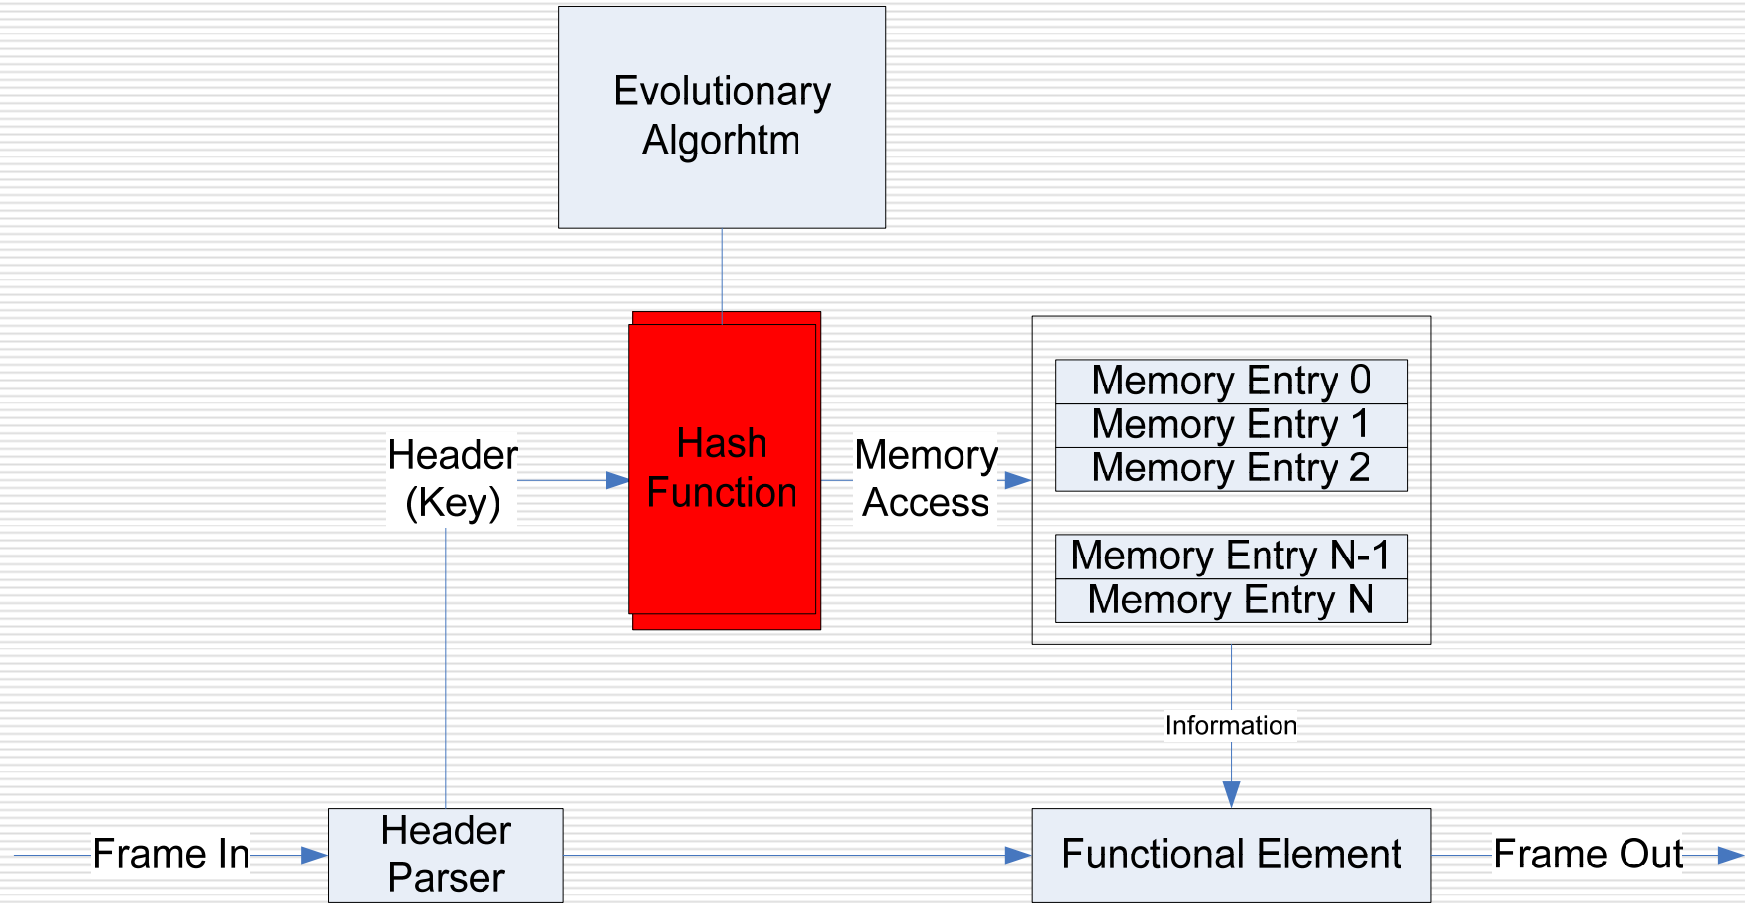 Evolutionary
Algorhtm
Hash
Function
Header
(Key)
Memory
Access
Memory Entry 0
Memory Entry 1
Memory Entry 2
Memory Entry N-1
Memory Entry N
Information
Frame In
Header
Parser
Functional Element
Frame Out